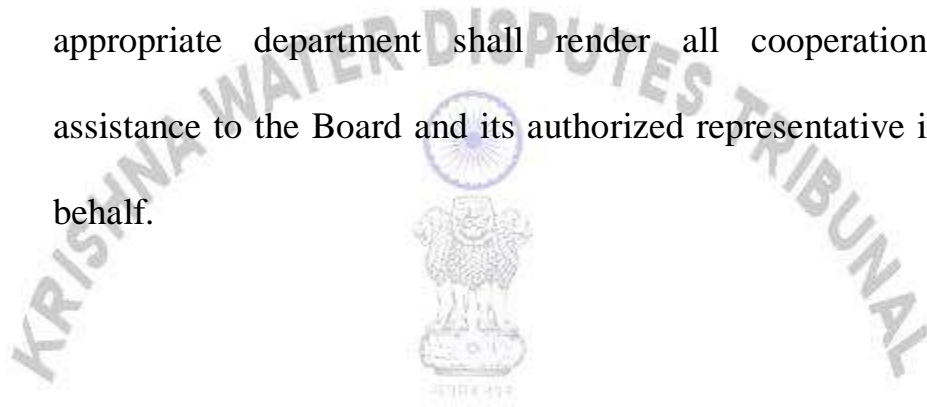 appropriate department shall render all cooperation
assistance to the Board and its authorized representative i
behalf.
KRISHNA WATER DISPUTES TRIBUNAL